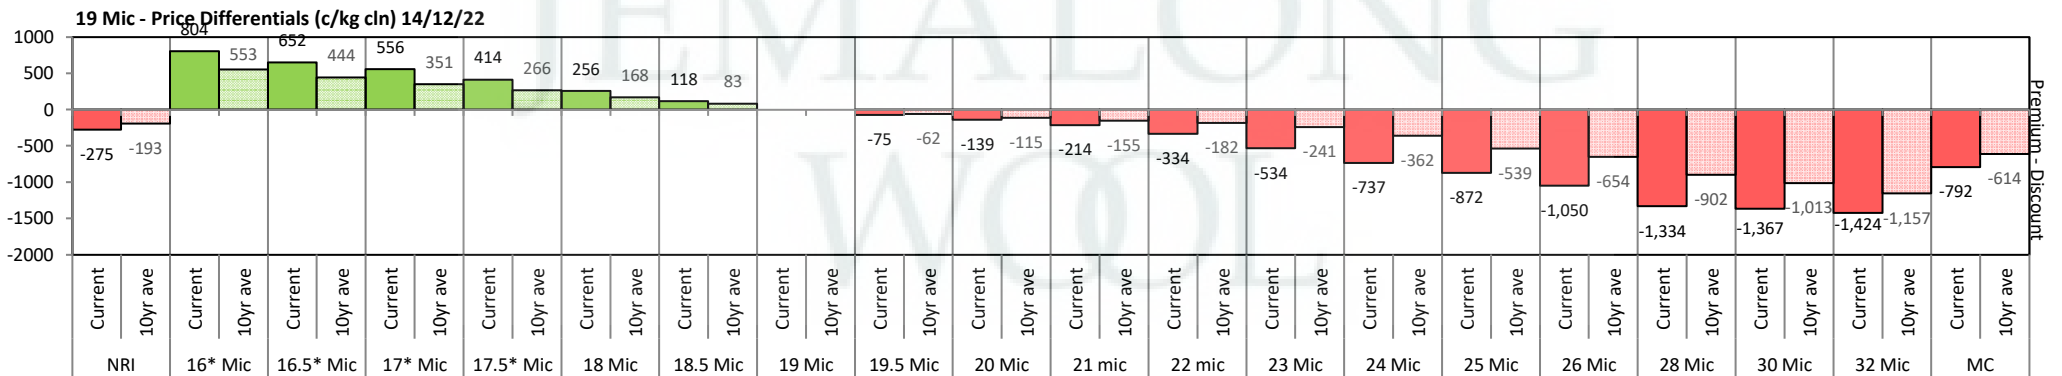 19 Mic - Price Differentials (c/kg cln) 14/12/22
JEMALONG
WOOL
1000
500
0
-500
-1000
-1500
-2000
804
553
652
444
556
351
414
266
256
168
118
83
-275
-193
-75
-62
-139
-115
-214
-155
-334
-182
-534
-241
-737
-362
-872
-539
-1,050
-654
-1,334
-902
-1,367
-1,013
-1,424
-1,157
-792
-614
Premium - Discount
Current
10yr ave
Current
10yr ave
Current
10yr ave
Current
10yr ave
Current
10yr ave
Current
10yr ave
Current
10yr ave
Current
10yr ave
Current
10yr ave
Current
10yr ave
Current
10yr ave
Current
10yr ave
Current
10yr ave
Current
10yr ave
Current
10yr ave
Current
10yr ave
Current
10yr ave
Current
10yr ave
Current
10yr ave
Current
10yr ave
NRI
16* Mic
16.5* Mic
17* Mic
17.5* Mic
18 Mic
18.5 Mic
19 Mic
19.5 Mic
20 Mic
21 mic
22 mic
23 Mic
24 Mic
25 Mic
26 Mic
28 Mic
30 Mic
32 Mic
MC